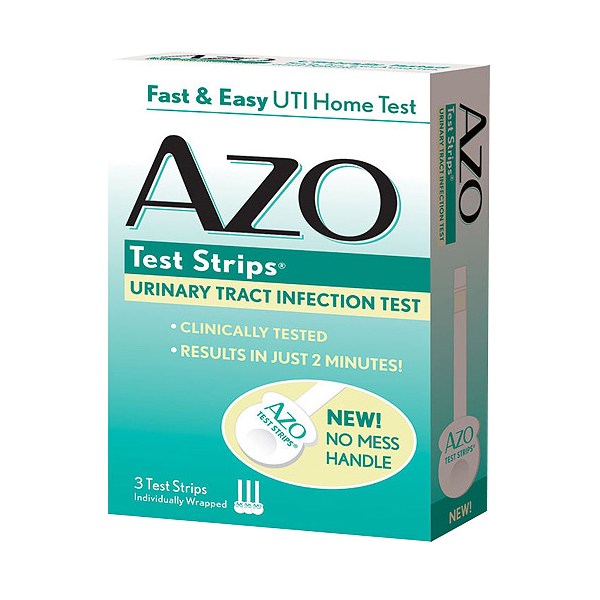 Fast & Easy UTI Home Test
AZO
Test Strips®
URINARY TRACT INFECTION TEST
• CLINICALLY TESTED
• RESULTS IN JUST 2 MINUTES!
AZO
TEST STRIPS®
NEW!
NO MESS
HANDLE
3 Test Strips
Individually Wrapped
AZO
Test Strips®
URINARY TRACT INFECTION TEST
AZO
TEST STRIPS®
NEW!